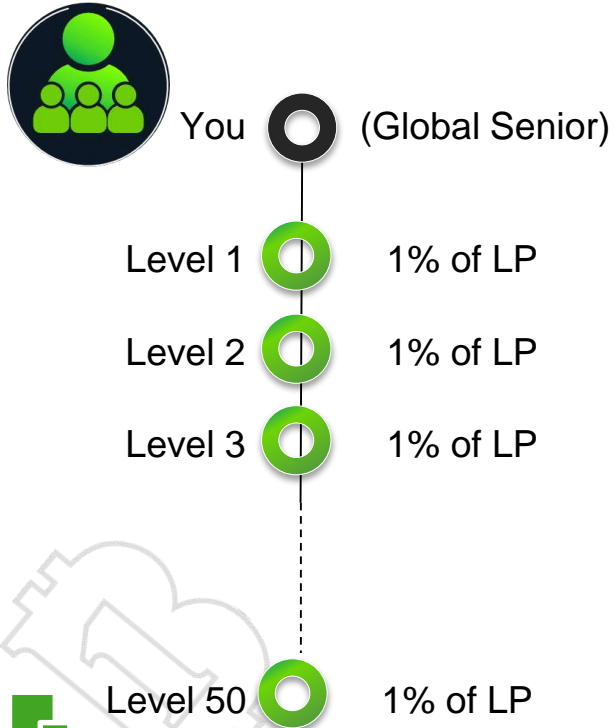 You (Global Senior)
Level 1 1% of LP
Level 2 1% of LP
Level 3 1% of LP
Level 50 1% of LP